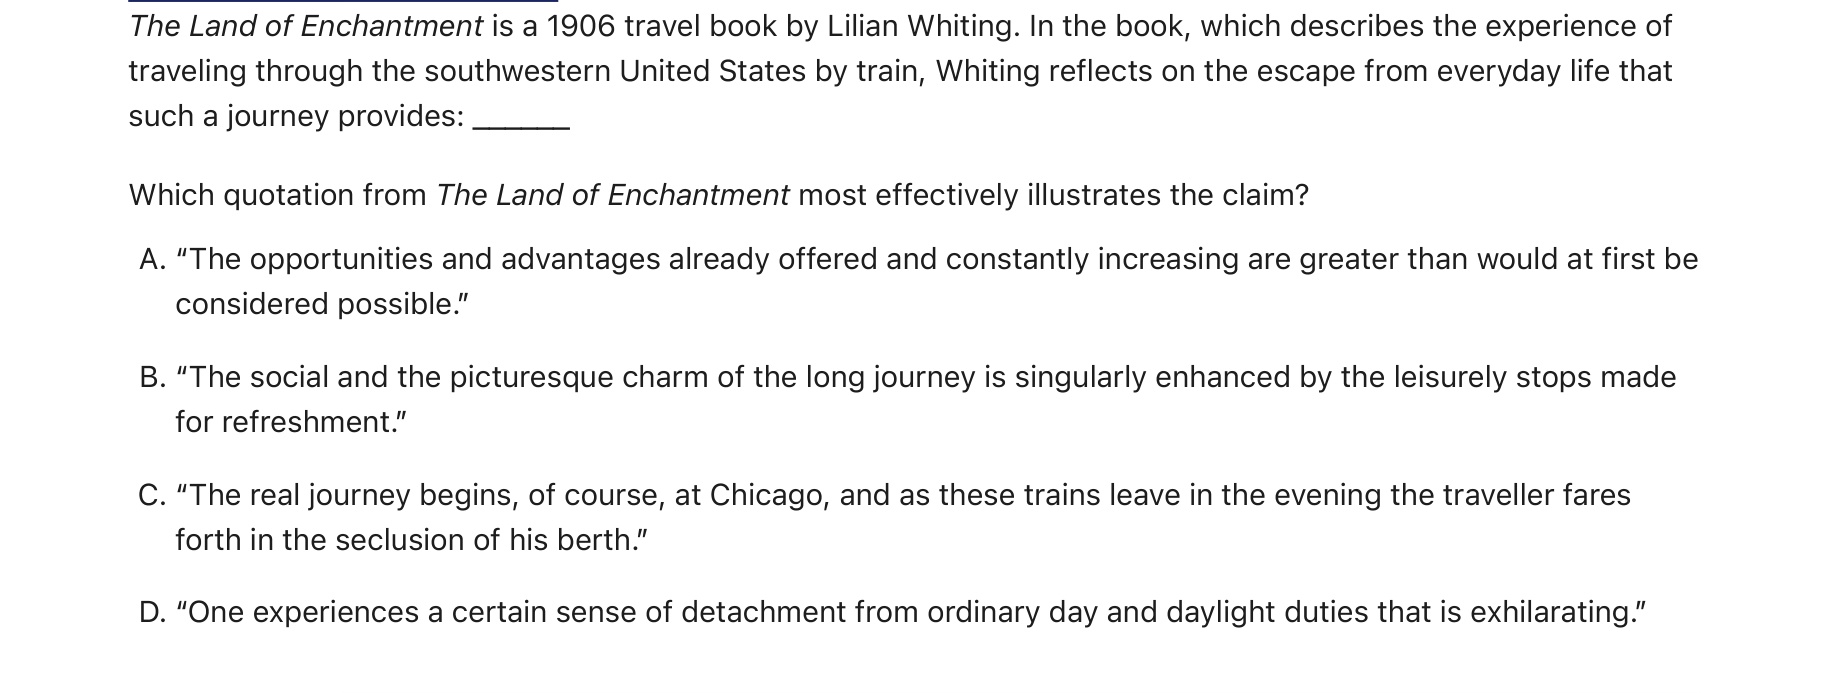 The Land of Enchantment is a 1906 travel book by Lilian Whiting. In the book, which describes the experience of
traveling through the southwestern United States by train, Whiting reflects on the escape from everyday life that
such a journey provides: ______
Which quotation from The Land of Enchantment most effectively illustrates the claim?
A. “The opportunities and advantages already offered and constantly increasing are greater than would at first be
considered possible.”
B. “The social and the picturesque charm of the long journey is singularly enhanced by the leisurely stops made
for refreshment.”
C. “The real journey begins, of course, at Chicago, and as these trains leave in the evening the traveller fares
forth in the seclusion of his berth.”
D. “One experiences a certain sense of detachment from ordinary day and daylight duties that is exhilarating.”